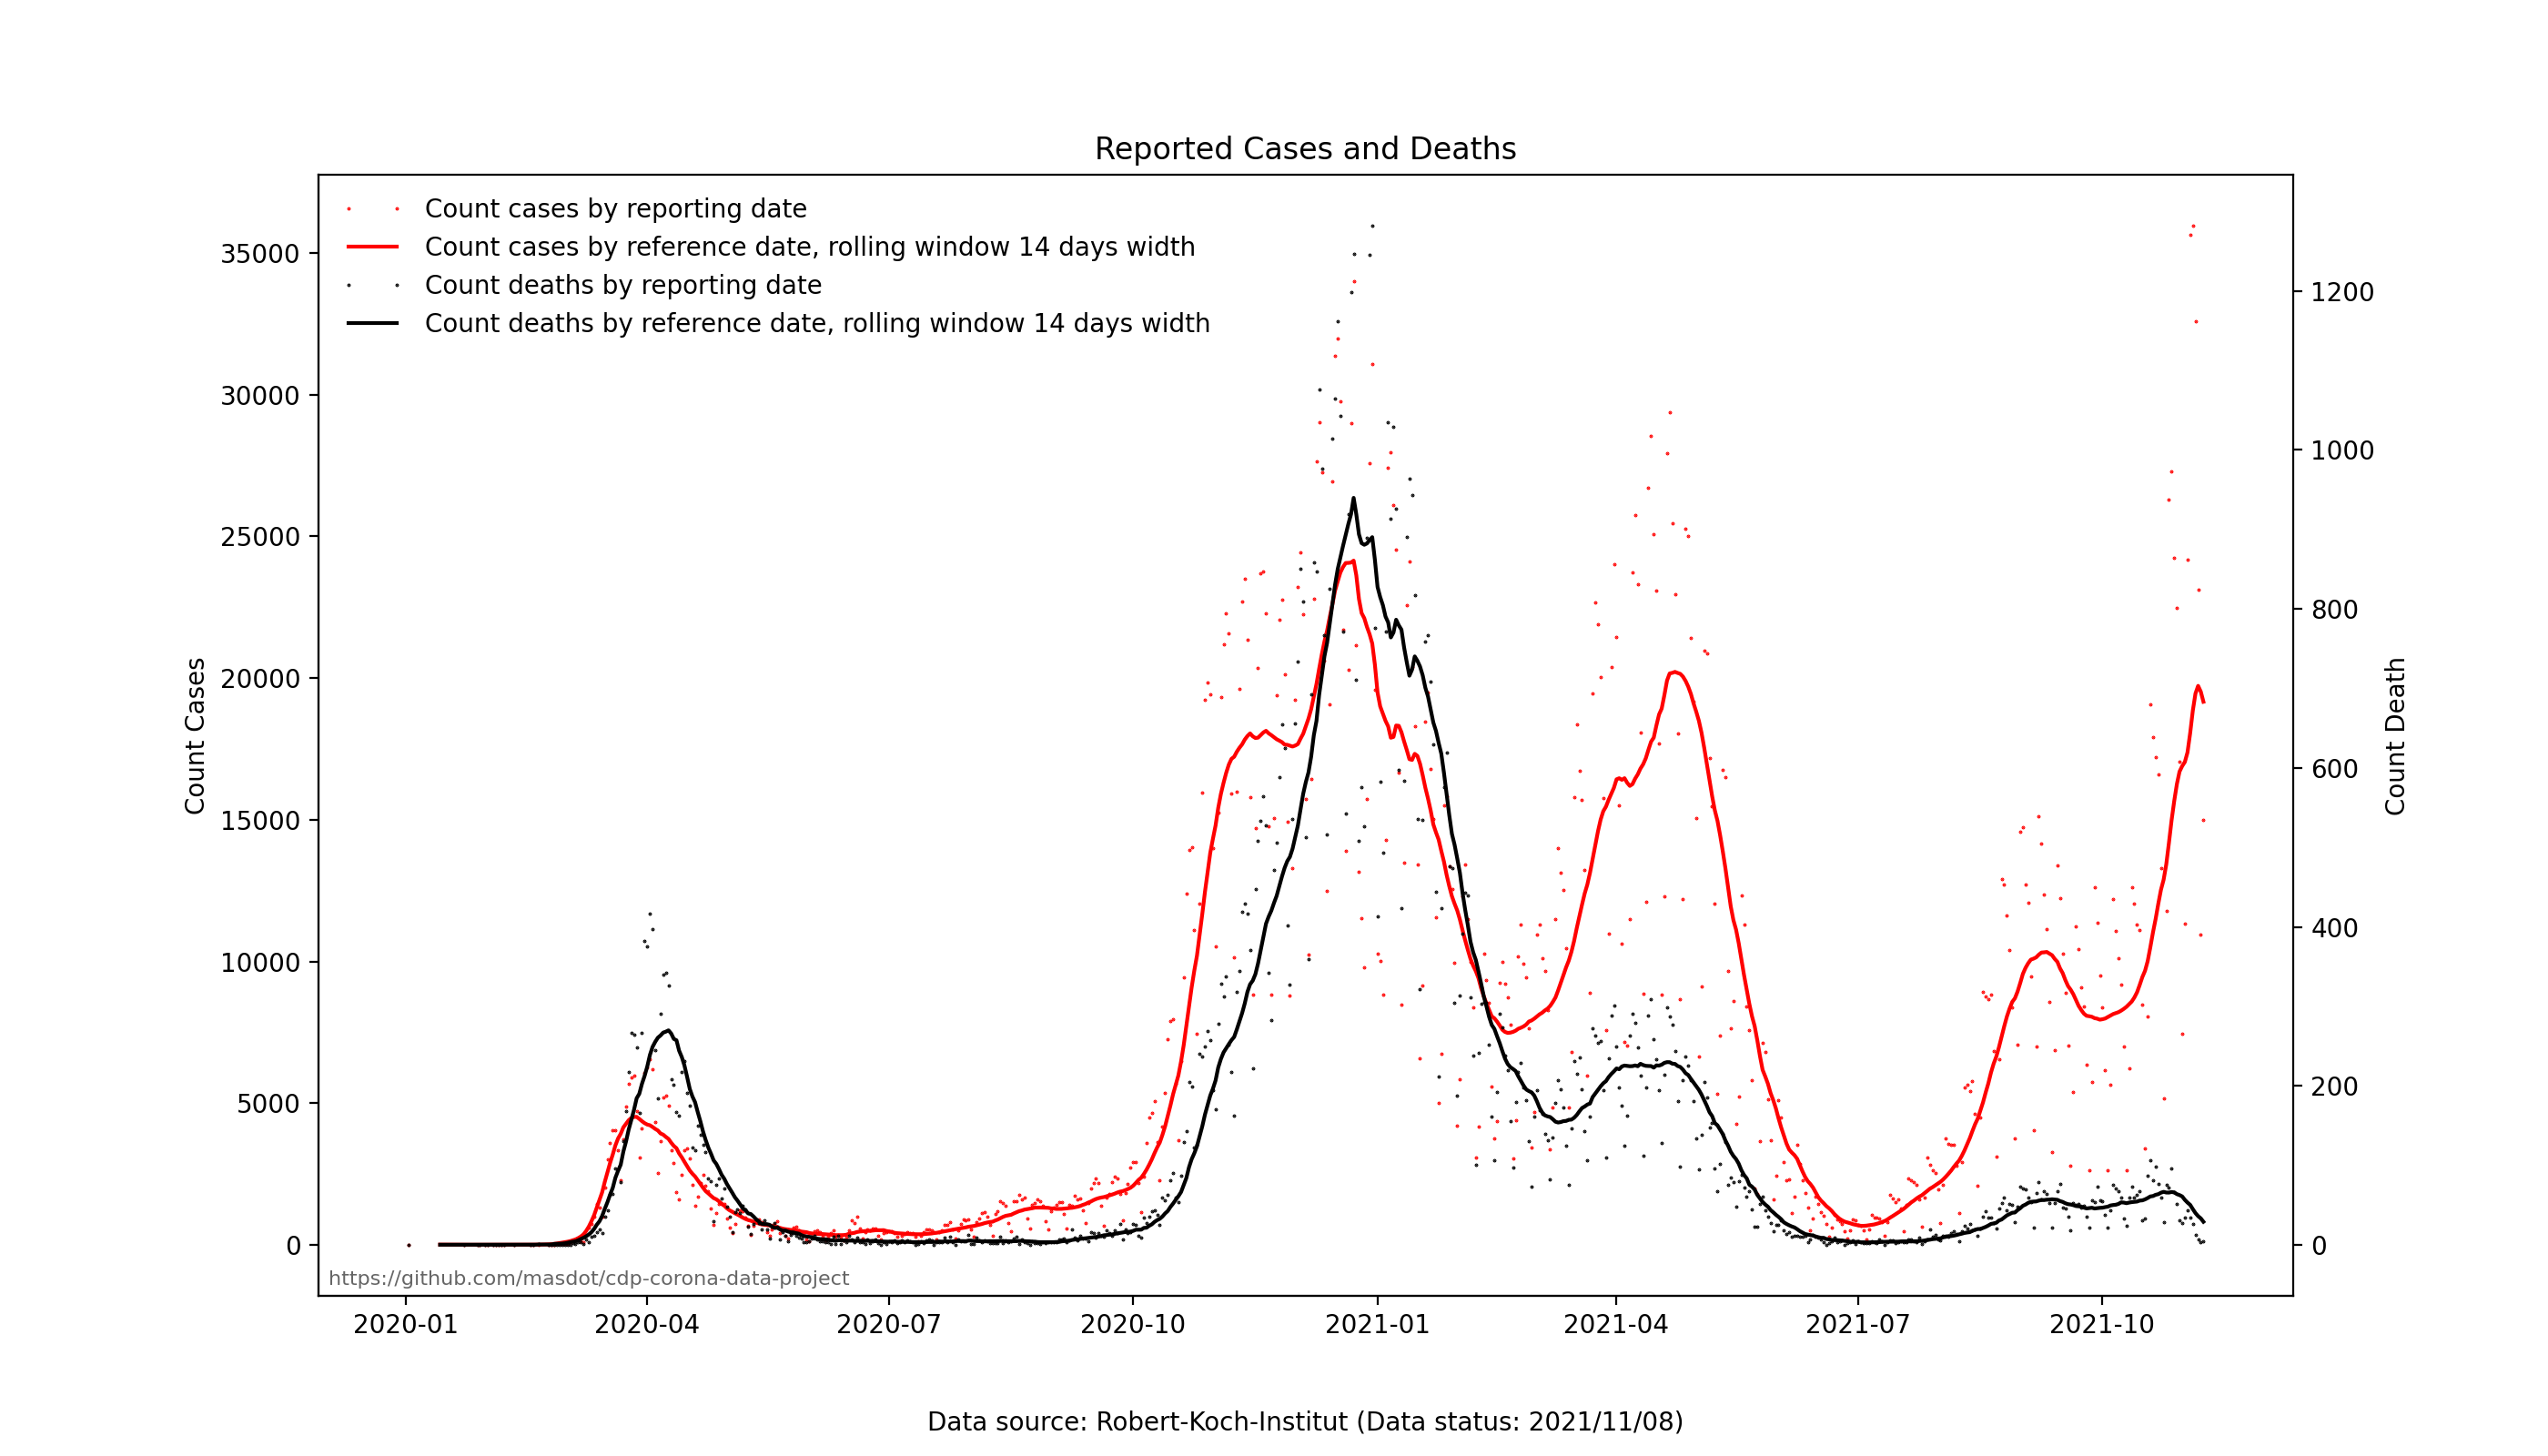 Reported Cases and Deaths
Count cases by reporting date
Count cases by reference date, rolling window 14 days width
Count deaths by reporting date
Count deaths by reference date, rolling window 14 days width
35000
30000
25000
20000
15000
10000
5000
0
Count Cases
1200
1000
800
600
400
200
0
Count Death
https://github.com/masdot/cdp-corona-data-project
2020-01 2020-04 2020-07 2020-10 2021-01 2021-04 2021-07 2021-10
Data source: Robert-Koch-Institut (Data status: 2021/11/08)